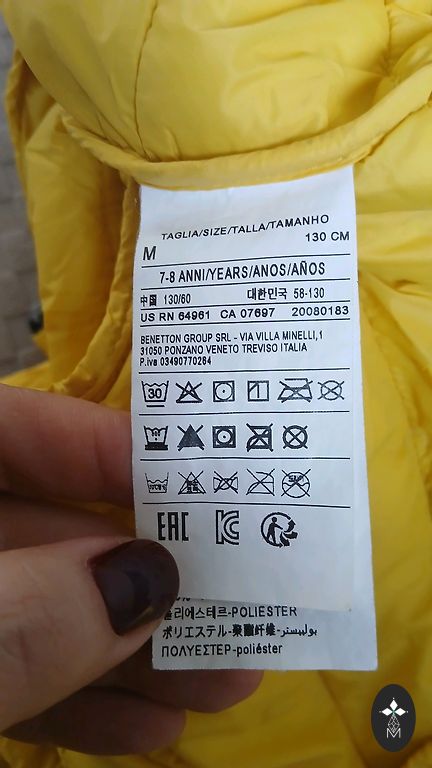 TAGLIA/SIZE/TALLA/TAMANHO
M 130 CM
7-8 ANNI/YEARS/ANOS/AÑOS
中国 130/60 대한민국 58-130
US RN 64961 CA 07697 20080183
BENETTON GROUP SRL - VIA VILLA MINELLI,1
31050 PONZANO VENETO TREVISO ITALIA
P.iva 03490770264
30
EAC KC
폴리에스테르-POLIESTER
ポリエステル-聚酯纤维-بوليستر
ΠΟΛΥΕΣΤΕΡ-poliéster
M